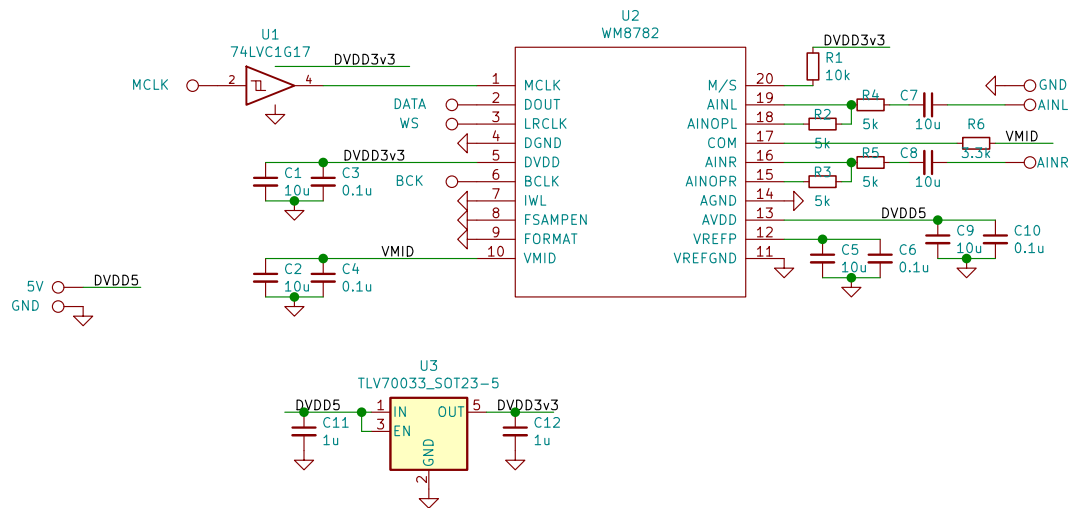 U1
74LVC1G17
DVDD3v3
MCLK
2
4
U2
WM8782
1 MCLK
DATA 2 DOUT
WS 3 LRCLK
4 DGND
DVDD3v3 5 DVDD
BCK 6 BCLK
7 IWL
8 FSAMPEN
9 FORMAT
VMID 10 VMID
C1
10u
C3
0.1u
C2
10u
C4
0.1u
M/S 20
AINL 19
AINOPL 18
COM 17
AINR 16
AINOPR 15
AGND 14
AVDD 13
VREFP 12
VREFGND 11
DVDD3v3
R1
10k
R4
5k
C7
10u
GND
AINL
R2
5k
R6
3.3k
VMID
R5
5k
C8
10u
AINR
R3
5k
DVDD5
C9
10u
C10
0.1u
C5
10u
C6
0.1u
5V DVDD5
GND
U3
TLV70033_SOT23-5
DVDD5 1 IN OUT 5 DVDD3v3
3 EN
GND
2
C11
1u
C12
1u